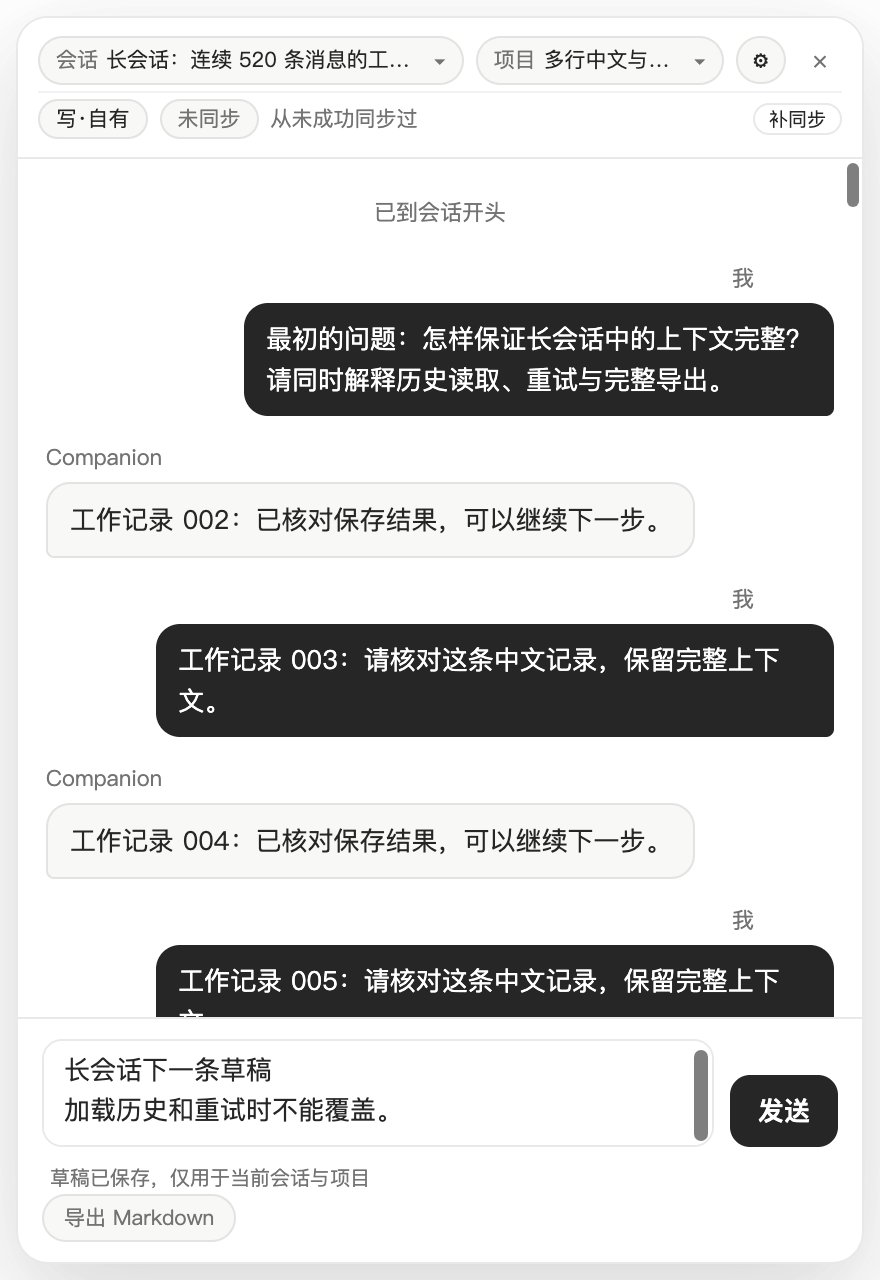 会话 长会话：连续 520 条消息的工…
项目 多行中文与…
写·自有
未同步
从未成功同步过
补同步
已到会话开头
我
最初的问题：怎样保证长会话中的上下文完整？
请同时解释历史读取、重试与完整导出。
Companion
工作记录 002：已核对保存结果，可以继续下一步。
我
工作记录 003：请核对这条中文记录，保留完整上下
文。
Companion
工作记录 004：已核对保存结果，可以继续下一步。
我
工作记录 005：请核对这条中文记录，保留完整上下
长会话下一条草稿
加载历史和重试时不能覆盖。
发送
草稿已保存，仅用于当前会话与项目
导出 Markdown